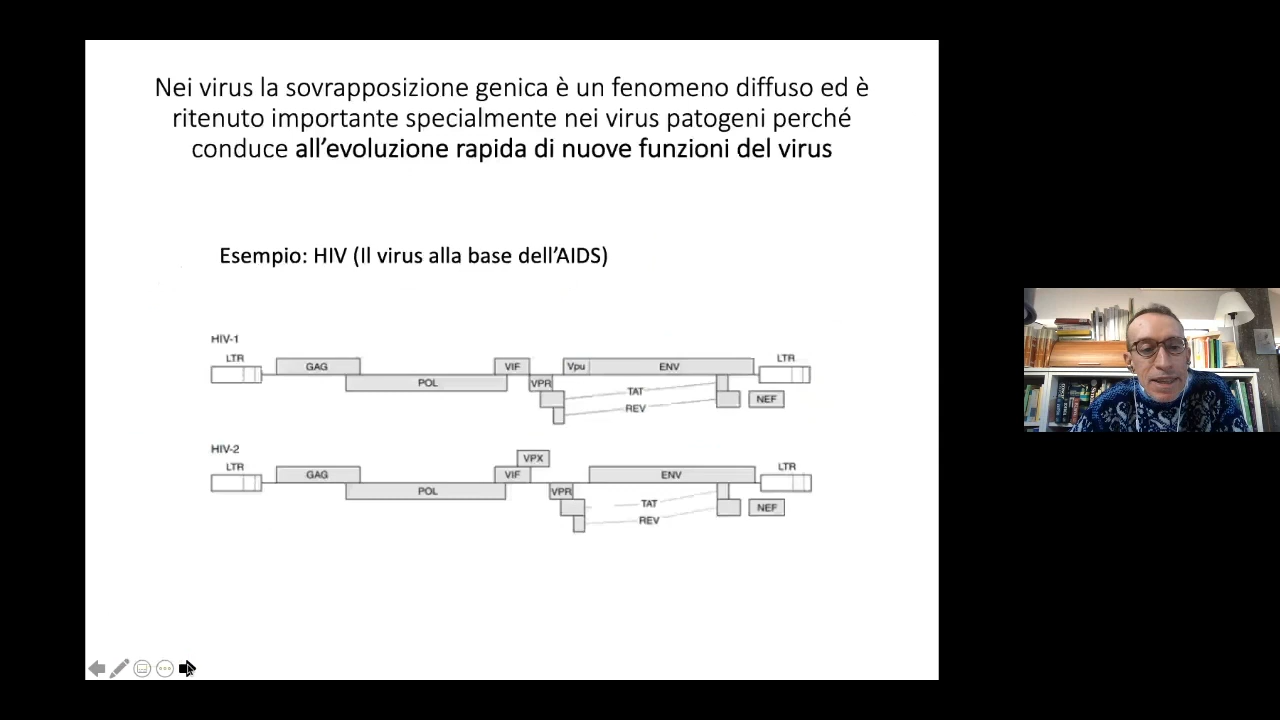 Nei virus la sovrapposizione genica è un fenomeno diffuso ed è
ritenuto importante specialmente nei virus patogeni perché
conduce all’evoluzione rapida di nuove funzioni del virus
Esempio: HIV (Il virus alla base dell’AIDS)
HIV-1
LTR
GAG
POL
VIF
VPR
Vpu
ENV
TAT
REV
NEF
LTR
HIV-2
LTR
GAG
POL
VIF
VPX
VPR
ENV
TAT
REV
NEF
LTR